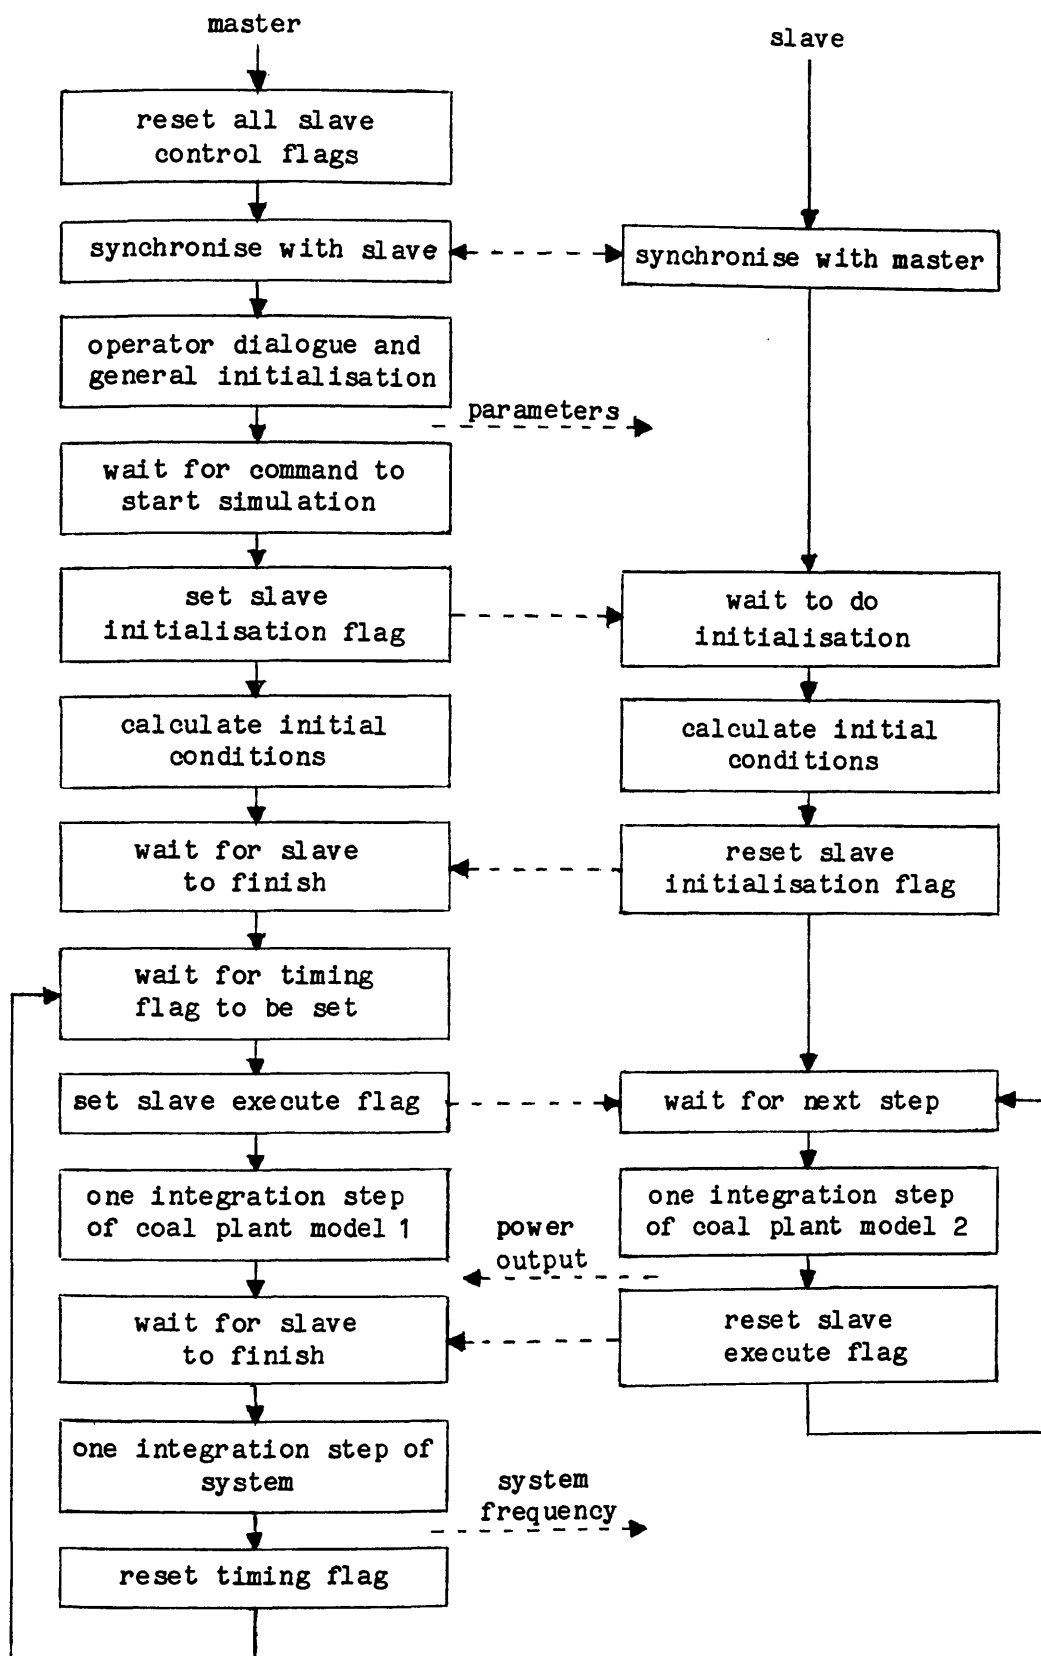 master
slave
reset all slave
control flags
synchronise with slave
synchronise with master
operator dialogue and
general initialisation
parameters
wait for command to
start simulation
set slave
initialisation flag
wait to do
initialisation
calculate initial
conditions
calculate initial
conditions
wait for slave
to finish
reset slave
initialisation flag
wait for timing
flag to be set
set slave execute flag
wait for next step
one integration step
of coal plant model 1
one integration step
of coal plant model 2
power
output
wait for slave
to finish
reset slave
execute flag
one integration step of
system
system
frequency
reset timing flag